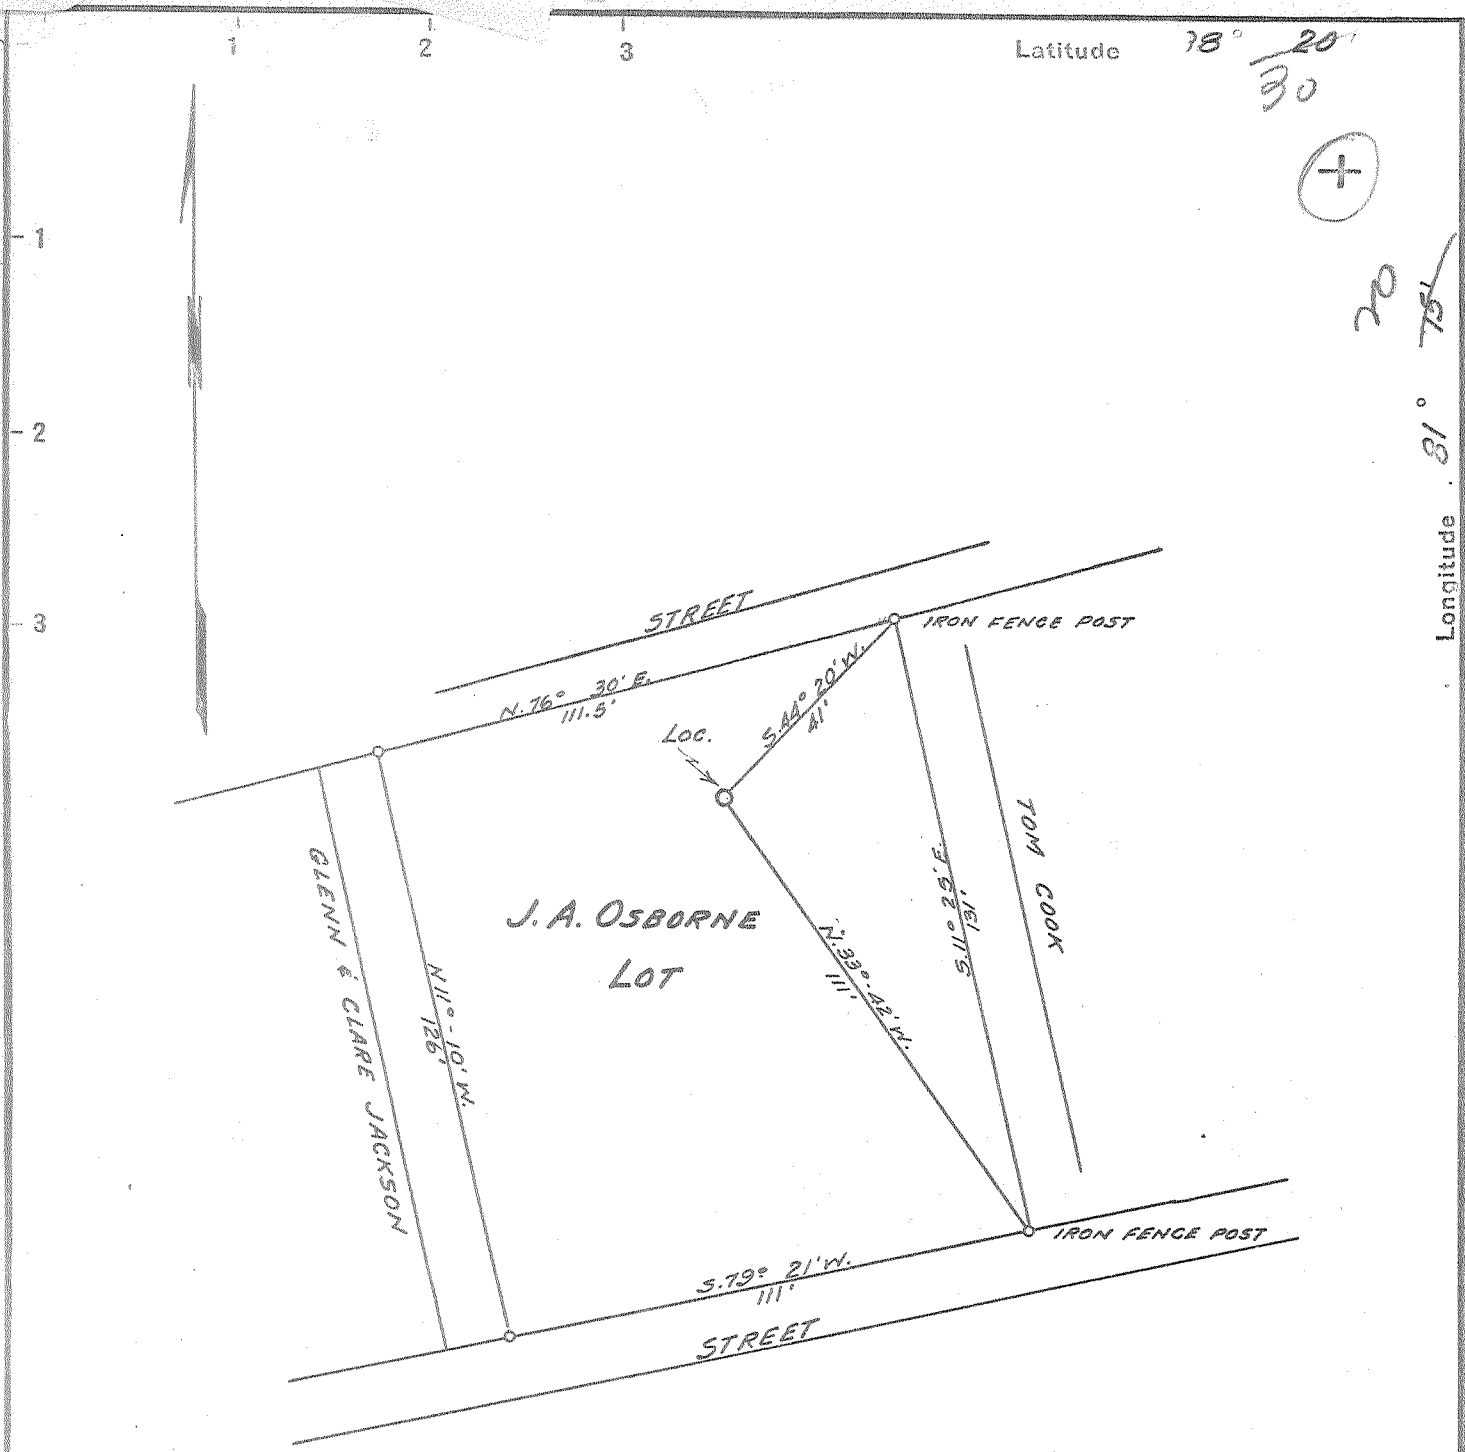 1 2 3 Latitude 38° 20'
30
+
1
2
3
20
Longitude 81° 15'
STREET
IRON FENCE POST
N. 76° 30' E.
111.5'
S. 44° 20' W.
41'
LOC.
TOM COOK
GLENN & CLARE JACKSON
J. A. OSBORNE
LOT
S. 11° 25' E.
131'
N. 33° - 42' W.
111'
N 11° - 10' W.
126'
IRON FENCE POST
S. 79° 21' W.
111'
STREET